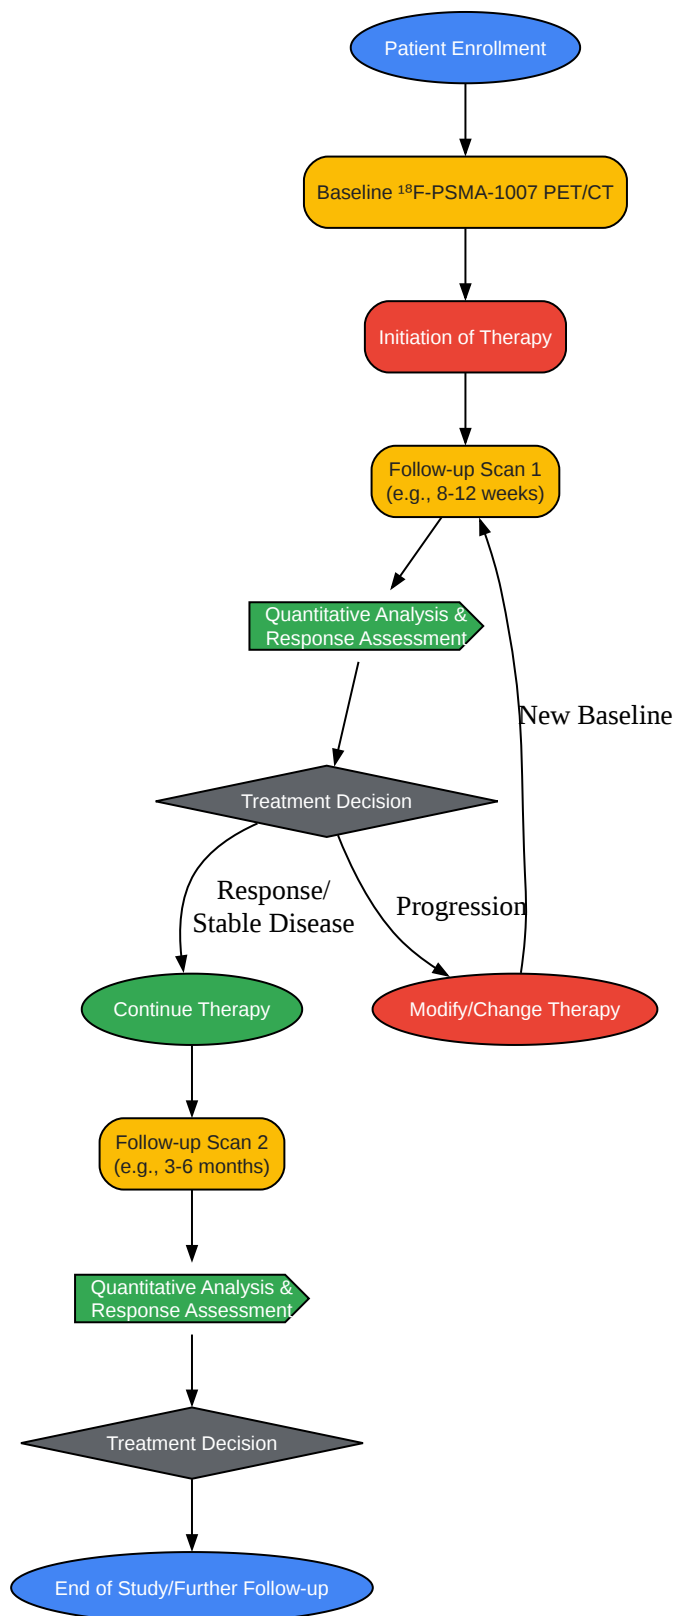 Patient Enrollment
Baseline ¹⁸F-PSMA-1007 PET/CT
Initiation of Therapy
Follow-up Scan 1
(e.g., 8-12 weeks)
Quantitative Analysis &
Response Assessment
New Baseline
Treatment Decision
Response/
Stable Disease
Progression
Continue Therapy
Modify/Change Therapy
Follow-up Scan 2
(e.g., 3-6 months)
Quantitative Analysis &
Response Assessment
Treatment Decision
End of Study/Further Follow-up